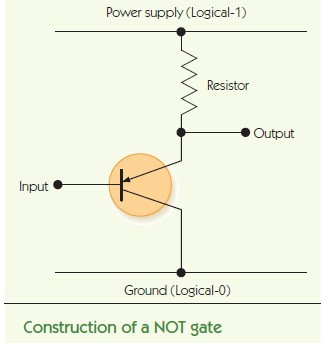 Power supply (Logical-1)
Resistor
Output
Input
Ground (Logical-0)
Construction of a NOT gate